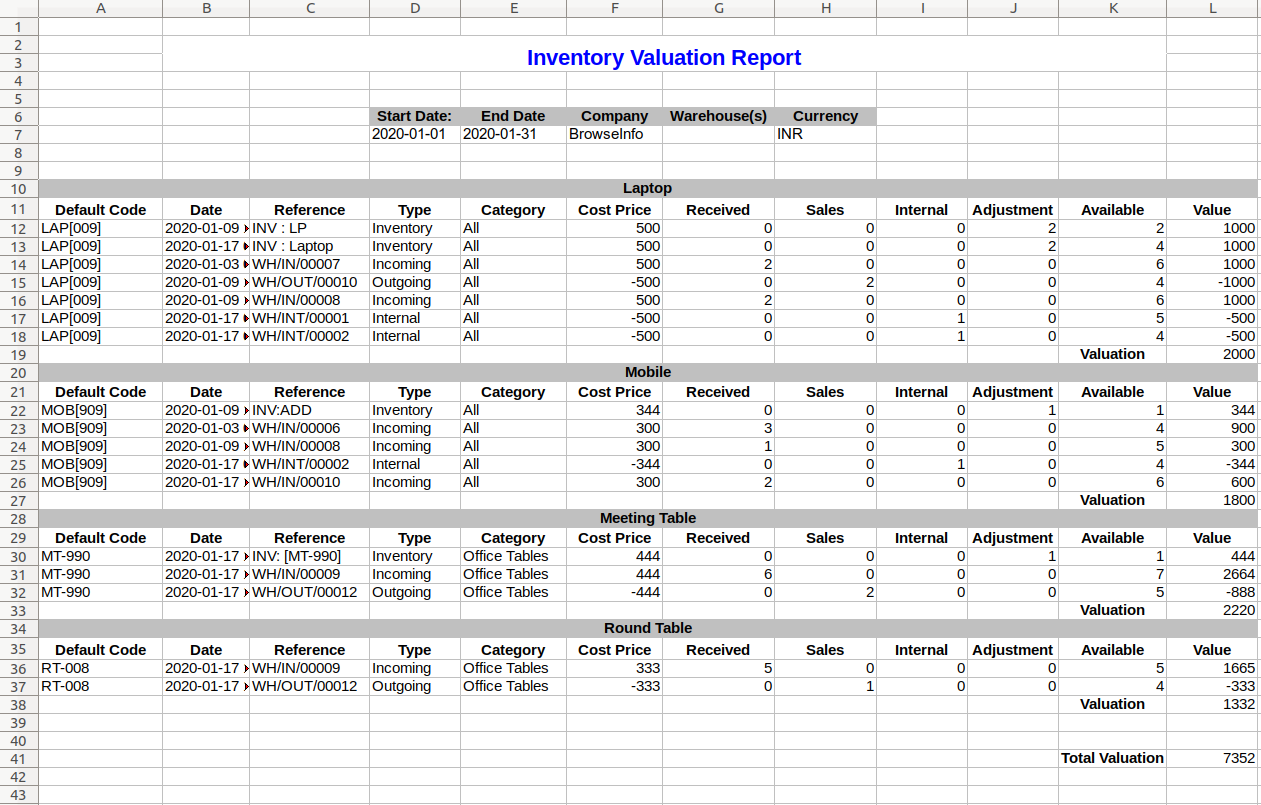 A B C D E F G H I J K L
1
2
3 Inventory Valuation Report
4
5
6 Start Date: End Date Company Warehouse(s) Currency
7 2020-01-01 2020-01-31 BrowseInfo INR
8
9
10 Laptop
11 Default Code Date Reference Type Category Cost Price Received Sales Internal Adjustment Available Value
12 LAP[009] 2020-01-09 INV : LP Inventory All 500 0 0 0 2 2 1000
13 LAP[009] 2020-01-17 INV : Laptop Inventory All 500 0 0 0 2 4 1000
14 LAP[009] 2020-01-03 WH/IN/00007 Incoming All 500 2 0 0 0 6 1000
15 LAP[009] 2020-01-09 WH/OUT/00010 Outgoing All -500 0 2 0 0 4 -1000
16 LAP[009] 2020-01-09 WH/IN/00008 Incoming All 500 2 0 0 0 6 1000
17 LAP[009] 2020-01-17 WH/INT/00001 Internal All -500 0 0 1 0 5 -500
18 LAP[009] 2020-01-17 WH/INT/00002 Internal All -500 0 0 1 0 4 -500
19 Valuation 2000
20 Mobile
21 Default Code Date Reference Type Category Cost Price Received Sales Internal Adjustment Available Value
22 MOB[909] 2020-01-09 INV:ADD Inventory All 344 0 0 0 1 1 344
23 MOB[909] 2020-01-03 WH/IN/00006 Incoming All 300 3 0 0 0 4 900
24 MOB[909] 2020-01-09 WH/IN/00008 Incoming All 300 1 0 0 0 5 300
25 MOB[909] 2020-01-17 WH/INT/00002 Internal All -344 0 0 1 0 4 -344
26 MOB[909] 2020-01-17 WH/IN/00010 Incoming All 300 2 0 0 0 6 600
27 Valuation 1800
28 Meeting Table
29 Default Code Date Reference Type Category Cost Price Received Sales Internal Adjustment Available Value
30 MT-990 2020-01-17 INV: [MT-990] Inventory Office Tables 444 0 0 0 1 1 444
31 MT-990 2020-01-17 WH/IN/00009 Incoming Office Tables 444 6 0 0 0 7 2664
32 MT-990 2020-01-17 WH/OUT/00012 Outgoing Office Tables -444 0 2 0 0 5 -888
33 Valuation 2220
34 Round Table
35 Default Code Date Reference Type Category Cost Price Received Sales Internal Adjustment Available Value
36 RT-008 2020-01-17 WH/IN/00009 Incoming Office Tables 333 5 0 0 0 5 1665
37 RT-008 2020-01-17 WH/OUT/00012 Outgoing Office Tables -333 0 1 0 0 4 -333
38 Valuation 1332
39
40
41 Total Valuation 7352
42
43